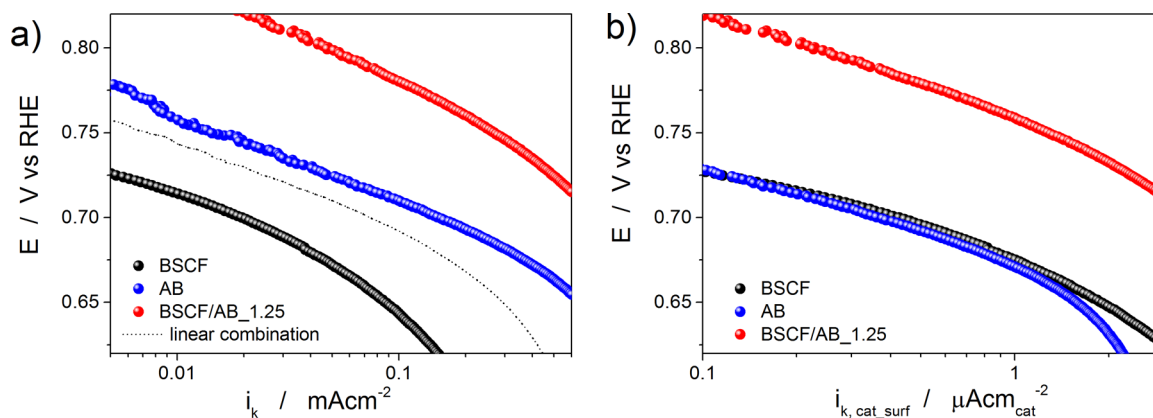 a)
E / V vs RHE
0.80
0.75
0.70
0.65
BSCF
AB
BSCF/AB_1.25
linear combination
0.01
0.1
i_k / mAcm^-2
b)
E / V vs RHE
0.80
0.75
0.70
0.65
BSCF
AB
BSCF/AB_1.25
0.1
1
i_k, cat_surf / μAcm_cat^-2